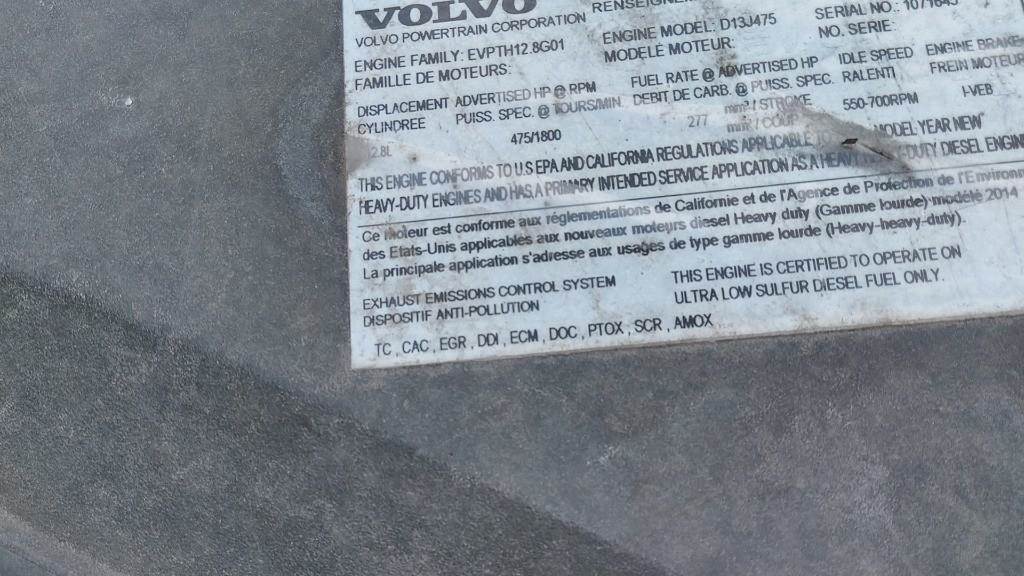 VOLVO
VOLVO POWERTRAIN CORPORATION
ENGINE FAMILY: EVPTH12.8G01
FAMILLE DE MOTEURS:
ENGINE MODEL: D13J475
MODELE MOTEUR:
SERIAL NO.:
NO. SERIE:
DISPLACEMENT
CYLINDREE
2.8L
ADVERTISED HP @ RPM
PUISS. SPEC. @ TOURS/MIN
475/1800
FUEL RATE @ ADVERTISED HP
DEBIT DE CARB. @ PUISS. SPEC.
277 mm³ / STROKE
mm³ / COUP
IDLE SPEED
RALENTI
550-700RPM
ENGINE BRAKE
FREIN MOTEUR
I-VEB
THIS ENGINE CONFORMS TO U.S EPA AND CALIFORNIA REGULATIONS APPLICABLE TO MODEL YEAR NEW
HEAVY-DUTY ENGINES AND HAS A PRIMARY INTENDED SERVICE APPLICATION AS A HEAVY DUTY DIESEL ENGIN
Ce moteur est conforme aux réglementations de Californie et de l'Agence de Protection de l'Environ
des Etats-Unis applicables aux nouveaux moteurs diesel Heavy duty (Gamme lourde) modèle 2014
La principale application s'adresse aux usages de type gamme lourde (Heavy-heavy-duty).
EXHAUST EMISSIONS CONTROL SYSTEM
DISPOSITIF ANTI-POLLUTION
THIS ENGINE IS CERTIFIED TO OPERATE ON
ULTRA LOW SULFUR DIESEL FUEL ONLY.
TC , CAC , EGR , DDI , ECM , DOC , PTOX , SCR , AMOX